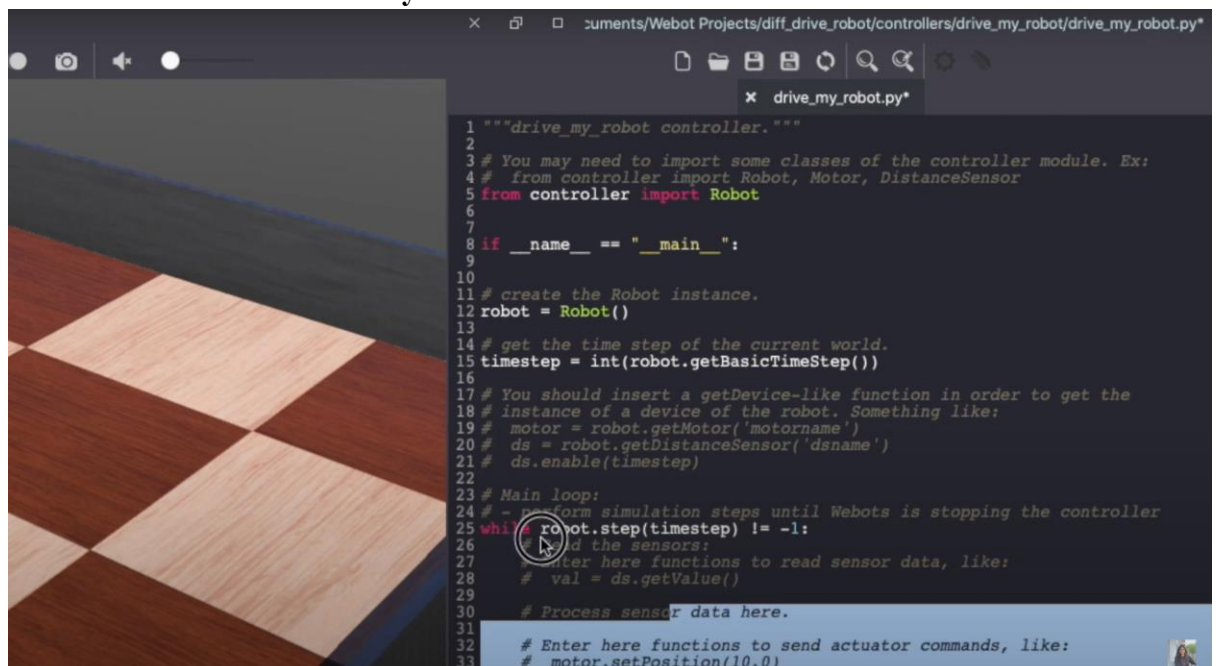 :uments/Webot Projects/diff_drive_robot/controllers/drive_my_robot/drive_my_robot.py*
drive_my_robot.py*
1 """drive_my_robot controller."""
2
3 # You may need to import some classes of the controller module. Ex:
4 #  from controller import Robot, Motor, DistanceSensor
5 from controller import Robot
6
7
8 if __name__ == "__main__":
9
10
11 # create the Robot instance.
12 robot = Robot()
13
14 # get the time step of the current world.
15 timestep = int(robot.getBasicTimeStep())
16
17 # You should insert a getDevice-like function in order to get the
18 # instance of a device of the robot. Something like:
19 #  motor = robot.getMotor('motorname')
20 #  ds = robot.getDistanceSensor('dsname')
21 #  ds.enable(timestep)
22
23 # Main loop:
24 # - perform simulation steps until Webots is stopping the controller
25 while robot.step(timestep) != -1:
26     # Read the sensors:
27     # Enter here functions to read sensor data, like:
28     #  val = ds.getValue()
29
30     # Process sensor data here.
31
32     # Enter here functions to send actuator commands, like:
33     #  motor.setPosition(10.0)